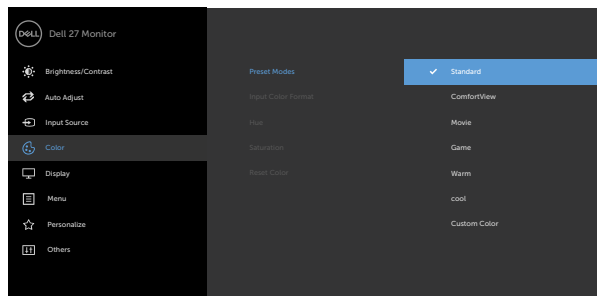 DELL Dell 27 Monitor
Brightness/Contrast
Auto Adjust
Input Source
Color
Display
Menu
Personalize
Others
Preset Modes
Input Color Format
Hue
Saturation
Reset Color
Standard
ComfortView
Movie
Game
Warm
cool
Custom Color